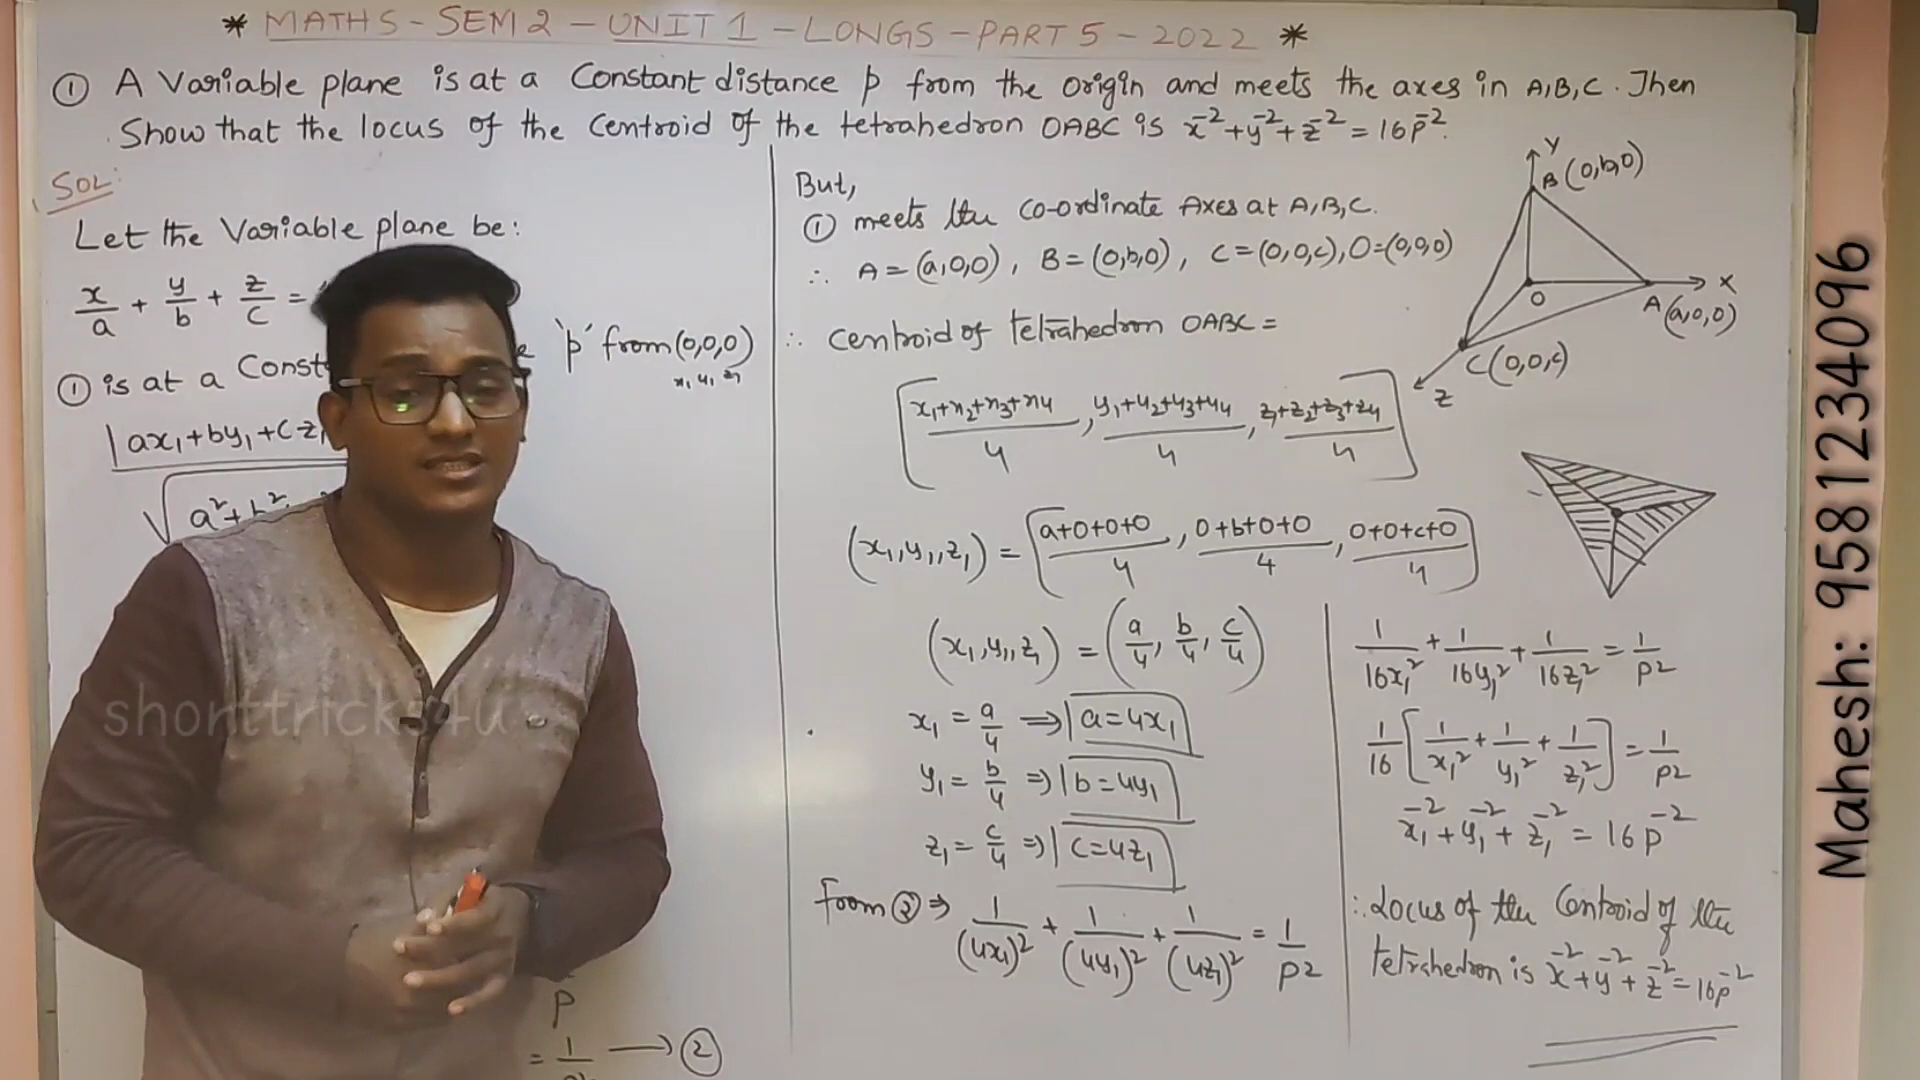 * MATHS - SEM 2 - UNIT 1 - LONGS - PART 5 - 2022 *
① A Variable plane is at a Constant distance p from the origin and meets the axes in A,B,C. Then
Show that the locus of the Centroid of the tetrahedron OABC is x⁻² + y⁻² + z⁻² = 16p⁻².
SOL:
Let the Variable plane be:
x/a + y/b + z/c =
① is at a Const
'p' from (0,0,0)
x₁ y₁ z₁
|ax₁+by₁+cz₁
√a²+b²
p
= 1 → ②
But,
① meets the co-ordinate Axes at A,B,C.
∴ A = (a,0,0), B = (0,b,0), C = (0,0,c), O = (0,0,0)
∴ Centroid of tetrahedron OABC =
[(x₁+x₂+x₃+x₄)/4, (y₁+y₂+y₃+y₄)/4, (z₁+z₂+z₃+z₄)/4]
(x₁,y₁,z₁) = [(a+0+0+0)/4, (0+b+0+0)/4, (0+0+c+0)/4]
(x₁,y₁,z₁) = (a/4, b/4, c/4)
x₁ = a/4 ⇒ a=4x₁
y₁ = b/4 ⇒ b=4y₁
z₁ = c/4 ⇒ c=4z₁
From ② ⇒ 1/(4x₁)² + 1/(4y₁)² + 1/(4z₁)² = 1/p²
Y
B (0,b,0)
X
O
A (a,0,0)
C (0,0,c)
Z
1/16x₁² + 1/16y₁² + 1/16z₁² = 1/p²
1/16 [1/x₁² + 1/y₁² + 1/z₁²] = 1/p²
x₁⁻² + y₁⁻² + z₁⁻² = 16p⁻²
∴ Locus of the Centroid of the
tetrahedron is x⁻² + y⁻² + z⁻² = 16p⁻²
shorttricks4u
Mahesh: 9581234096